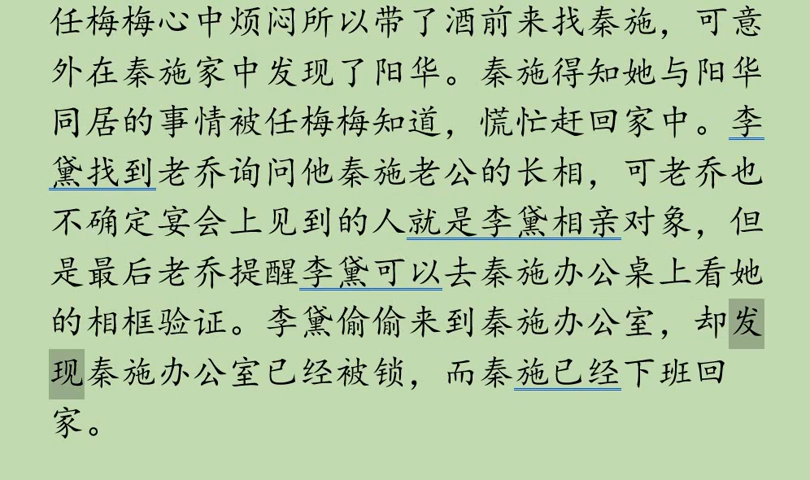 任梅梅心中烦闷所以带了酒前来找秦施，可意
外在秦施家中发现了阳华。秦施得知她与阳华
同居的事情被任梅梅知道，慌忙赶回家中。李
黛找到老乔询问他秦施老公的长相，可老乔也
不确定宴会上见到的人就是李黛相亲对象，但
是最后老乔提醒李黛可以去秦施办公桌上看她
的相框验证。李黛偷偷来到秦施办公室，却发
现秦施办公室已经被锁，而秦施已经下班回
家。